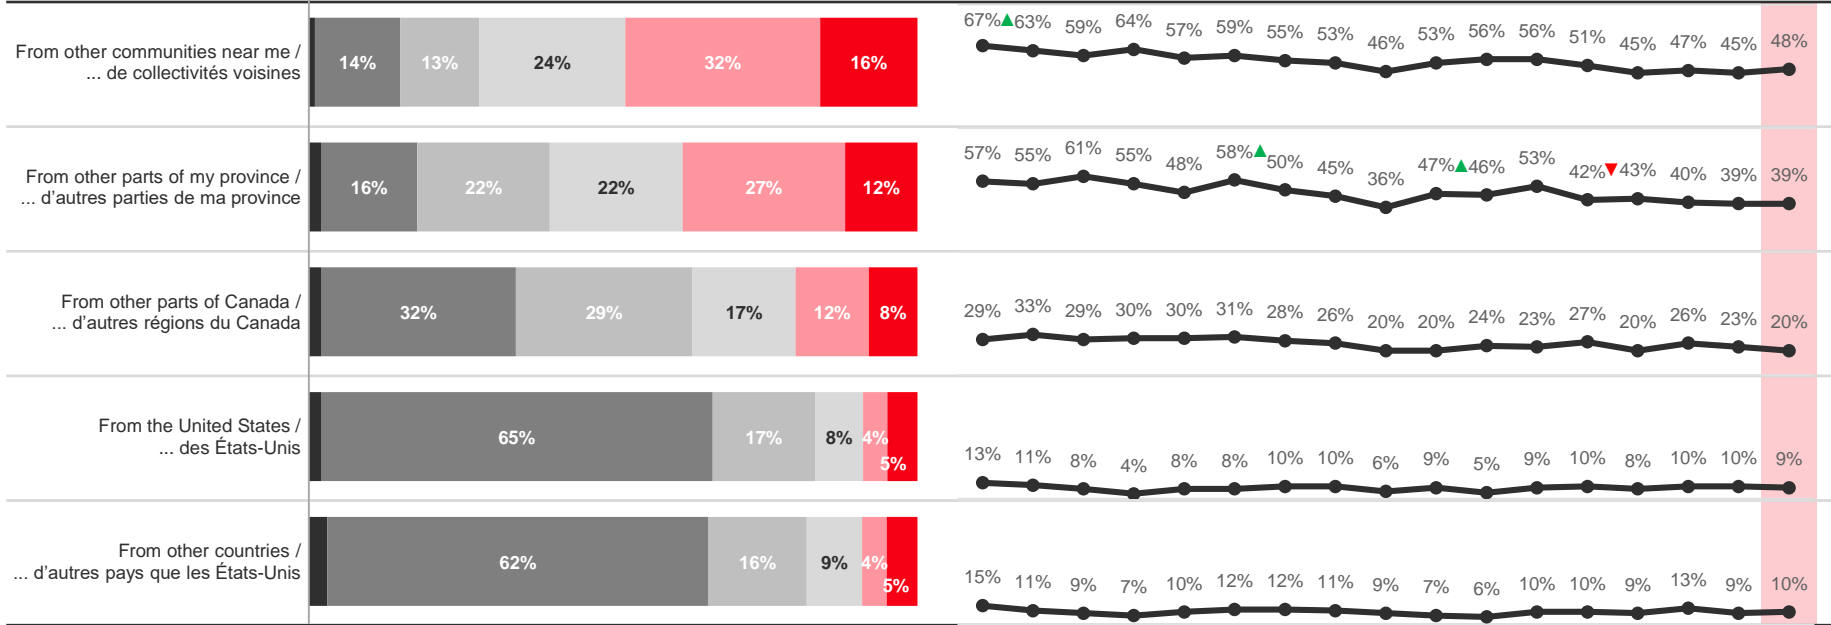 From other communities near me /
... de collectivités voisines
14% 13% 24% 32% 16%
67%▲63% 59% 64% 57% 59% 55% 53% 46% 53% 56% 56% 51% 45% 47% 45% 48%
From other parts of my province /
... d'autres parties de ma province
16% 22% 22% 27% 12%
57% 55% 61% 55% 48% 58%▲50% 45% 36% 47%▲46% 53% 42%▼43% 40% 39% 39%
From other parts of Canada /
... d'autres régions du Canada
32% 29% 17% 12% 8%
29% 33% 29% 30% 30% 31% 28% 26% 20% 20% 24% 23% 27% 20% 26% 23% 20%
From the United States /
... des États-Unis
65% 17% 8% 4% 5%
13% 11% 8% 4% 8% 8% 10% 10% 6% 9% 5% 9% 10% 8% 10% 10% 9%
From other countries /
... d'autres pays que les États-Unis
62% 16% 9% 4% 5%
15% 11% 9% 7% 10% 12% 12% 11% 9% 7% 6% 10% 10% 9% 13% 9% 10%